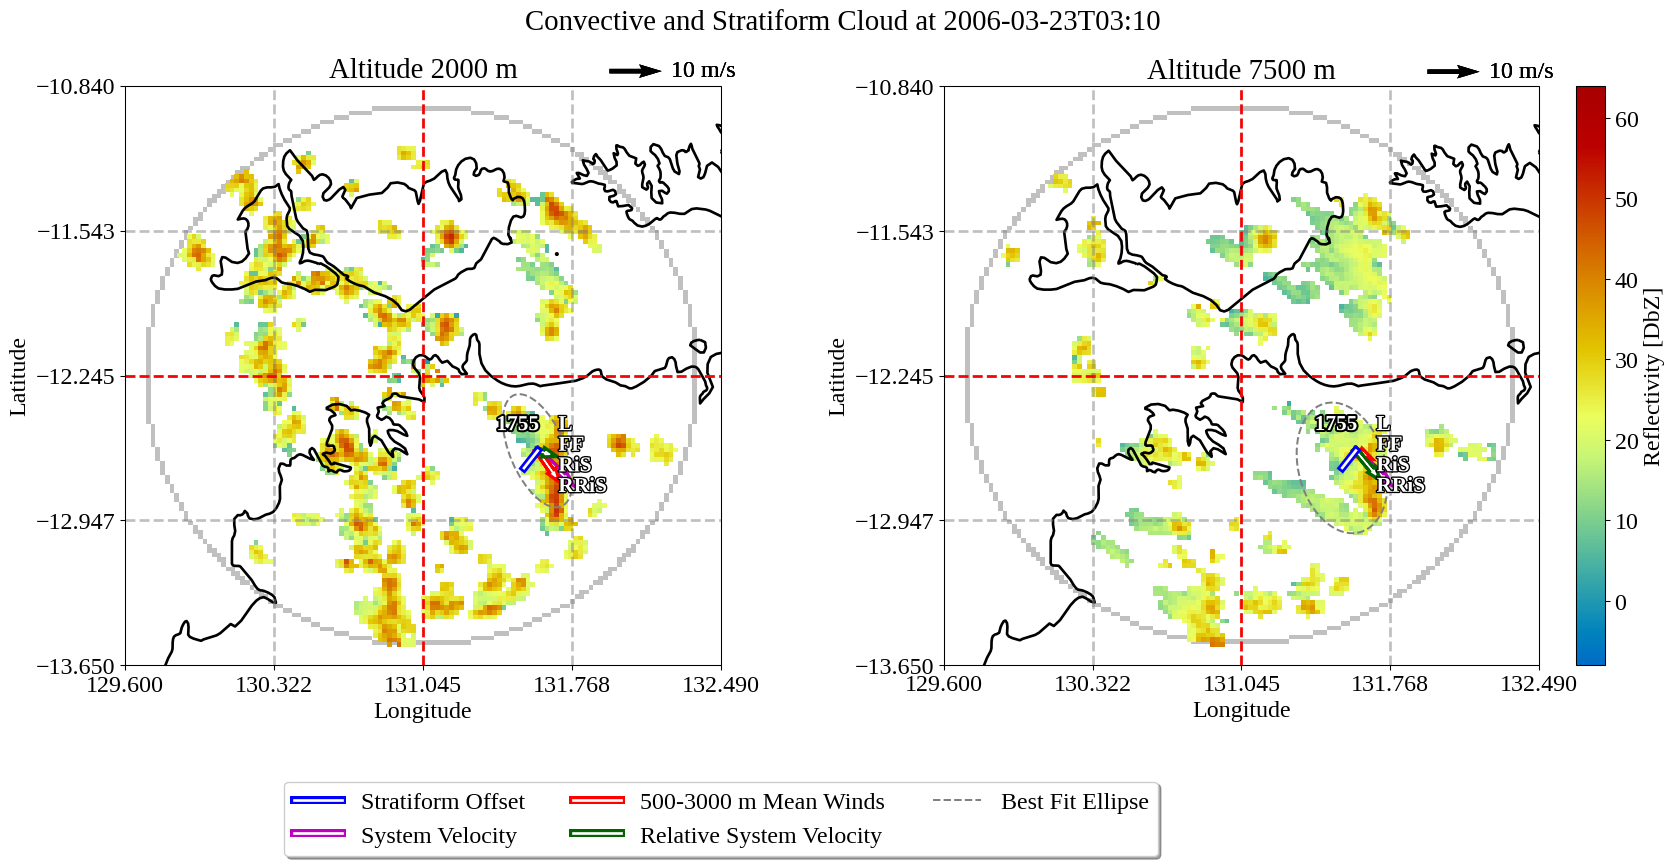 Convective and Stratiform Cloud at 2006-03-23T03:10
Altitude 2000 m
10 m/s
Altitude 7500 m
10 m/s
−10.840
−11.543
−12.245
−12.947
−13.650
Latitude
1755
L
FF
RiS
RRiS
129.600 130.322 131.045 131.768 132.490
Longitude
−10.840
−11.543
−12.245
−12.947
−13.650
Latitude
1755
L
FF
RiS
RRiS
129.600 130.322 131.045 131.768 132.490
Longitude
60
50
40
30
20
10
0
Reflectivity [DbZ]
Stratiform Offset
System Velocity
500-3000 m Mean Winds
Relative System Velocity
Best Fit Ellipse